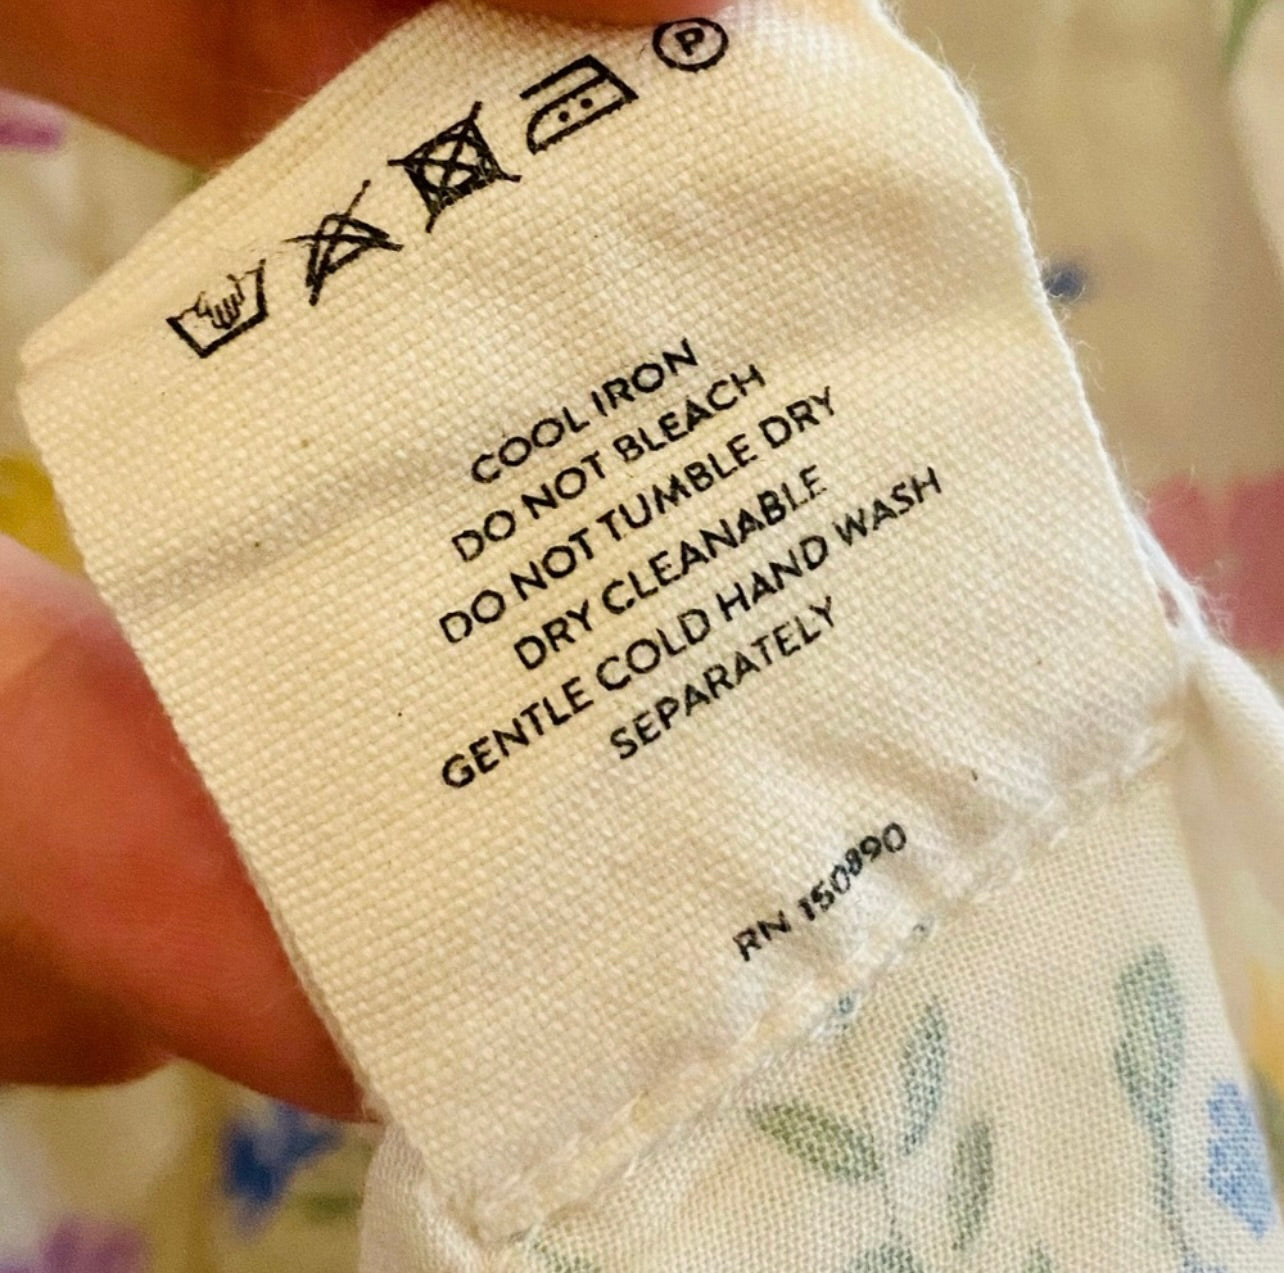 P
COOL IRON
DO NOT BLEACH
DO NOT TUMBLE DRY
DRY CLEANABLE
GENTLE COLD HAND WASH
SEPARATELY
RN 150890